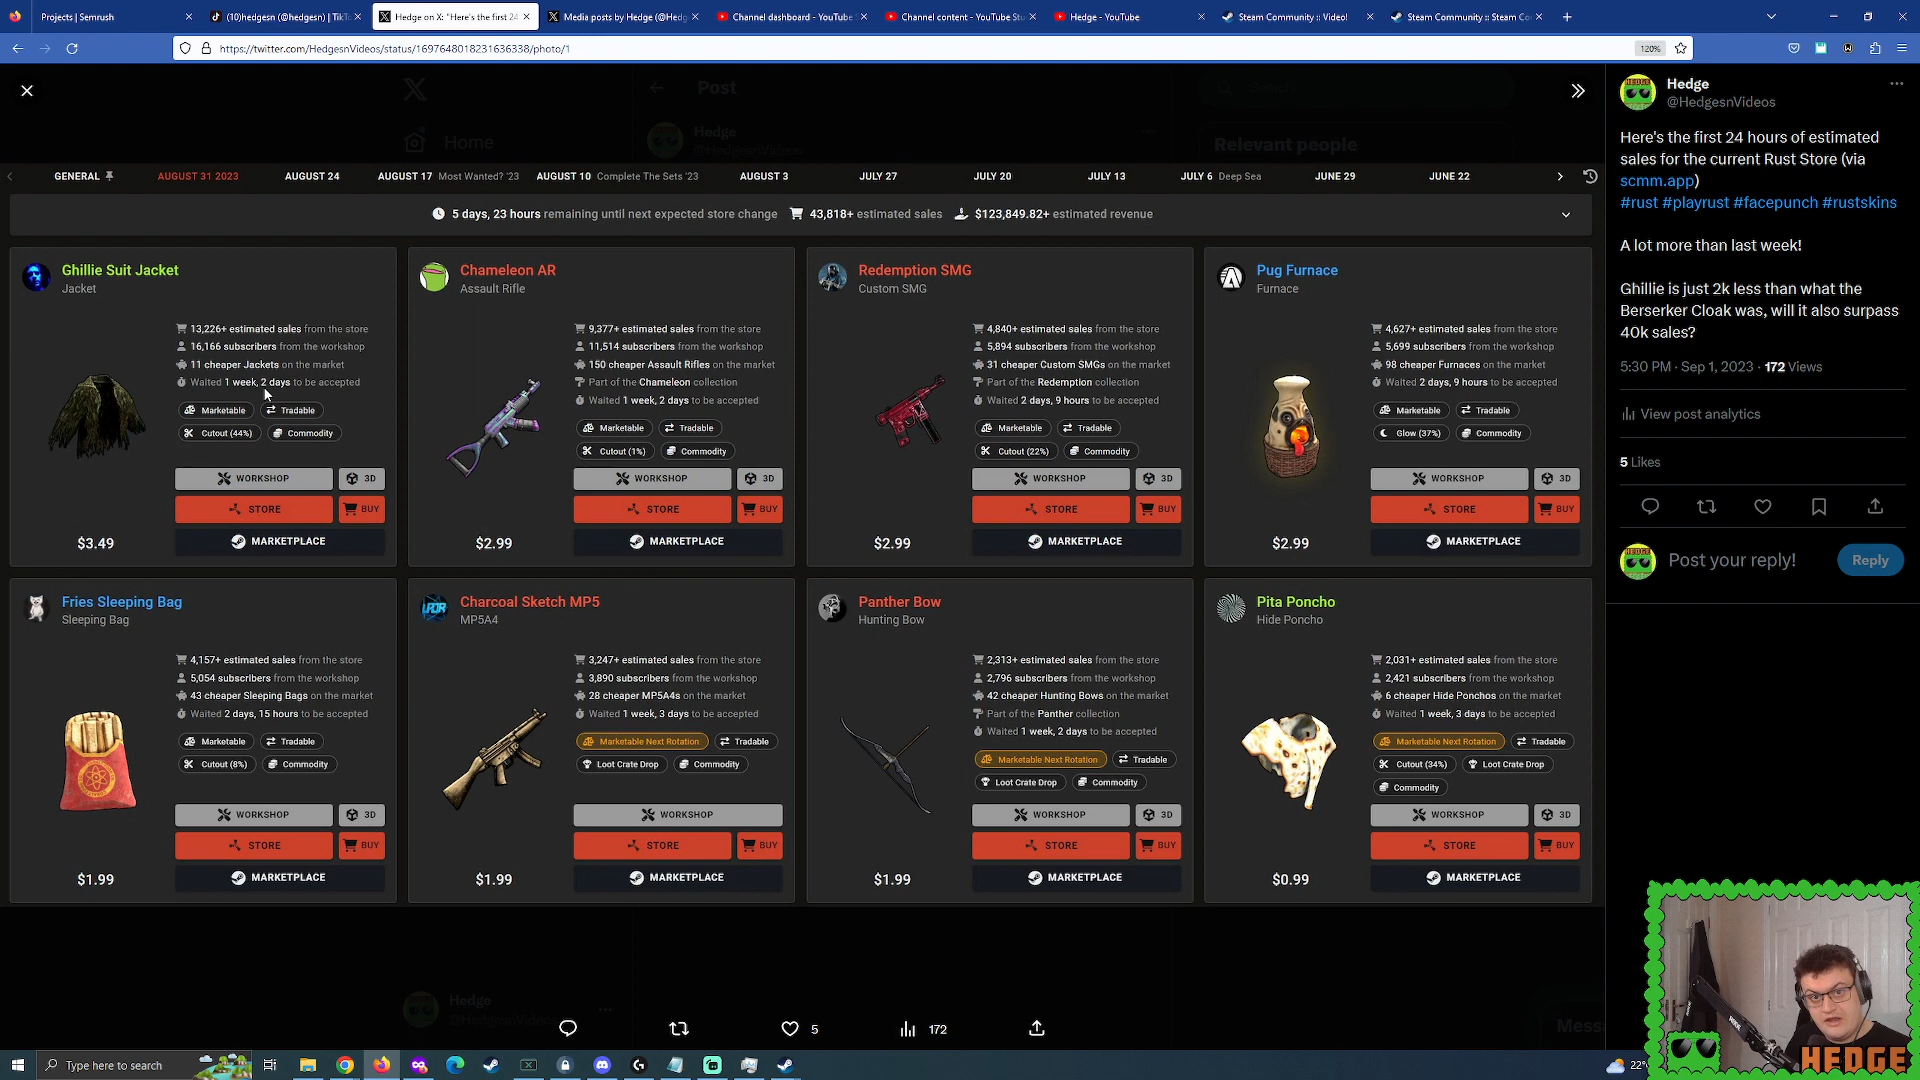 Projects | Semrush
(10)hedgesn (@hedgesn) | TikT
Hedge on X: "Here's the first 24
Media posts by Hedge (@Hedg
Channel dashboard - YouTube S
Channel content - YouTube Stu
Hedge - YouTube
Steam Community :: Video!
Steam Community :: Steam Co
https://twitter.com/HedgesnVideos/status/1697648018231636338/photo/1
120%
Post
Home
Hedge
Relevant people
GENERAL
AUGUST 31 2023
AUGUST 24
AUGUST 17 Most Wanted? '23
AUGUST 10 Complete The Sets '23
AUGUST 3
JULY 27
JULY 20
JULY 13
JULY 6 Deep Sea
JUNE 29
JUNE 22
5 days, 23 hours remaining until next expected store change
43,818+ estimated sales
$123,849.82+ estimated revenue
Ghillie Suit Jacket
Jacket
13,226+ estimated sales from the store
16,166 subscribers from the workshop
11 cheaper Jackets on the market
Waited 1 week, 2 days to be accepted
Marketable
Tradable
Cutout (44%)
Commodity
WORKSHOP
3D
STORE
BUY
$3.49
MARKETPLACE
Chameleon AR
Assault Rifle
9,377+ estimated sales from the store
11,514 subscribers from the workshop
150 cheaper Assault Rifles on the market
Part of the Chameleon collection
Waited 1 week, 2 days to be accepted
Marketable
Tradable
Cutout (1%)
Commodity
WORKSHOP
3D
STORE
BUY
$2.99
MARKETPLACE
Redemption SMG
Custom SMG
4,840+ estimated sales from the store
5,894 subscribers from the workshop
31 cheaper Custom SMGs on the market
Part of the Redemption collection
Waited 2 days, 9 hours to be accepted
Marketable
Tradable
Cutout (22%)
Commodity
WORKSHOP
3D
STORE
BUY
$2.99
MARKETPLACE
Pug Furnace
Furnace
4,627+ estimated sales from the store
5,699 subscribers from the workshop
98 cheaper Furnaces on the market
Waited 2 days, 9 hours to be accepted
Marketable
Tradable
Glow (37%)
Commodity
WORKSHOP
3D
STORE
BUY
$2.99
MARKETPLACE
Fries Sleeping Bag
Sleeping Bag
4,157+ estimated sales from the store
5,054 subscribers from the workshop
43 cheaper Sleeping Bags on the market
Waited 2 days, 15 hours to be accepted
Marketable
Tradable
Cutout (8%)
Commodity
WORKSHOP
3D
STORE
BUY
$1.99
MARKETPLACE
Charcoal Sketch MP5
MP5A4
3,247+ estimated sales from the store
3,890 subscribers from the workshop
28 cheaper MP5A4s on the market
Waited 1 week, 3 days to be accepted
Marketable Next Rotation
Tradable
Loot Crate Drop
Commodity
WORKSHOP
STORE
BUY
$1.99
MARKETPLACE
Panther Bow
Hunting Bow
2,313+ estimated sales from the store
2,796 subscribers from the workshop
42 cheaper Hunting Bows on the market
Part of the Panther collection
Waited 1 week, 2 days to be accepted
Marketable Next Rotation
Tradable
Loot Crate Drop
Commodity
WORKSHOP
3D
STORE
BUY
$1.99
MARKETPLACE
Pita Poncho
Hide Poncho
2,031+ estimated sales from the store
2,421 subscribers from the workshop
6 cheaper Hide Ponchos on the market
Waited 1 week, 3 days to be accepted
Marketable Next Rotation
Tradable
Cutout (34%)
Loot Crate Drop
Commodity
WORKSHOP
3D
STORE
BUY
$0.99
MARKETPLACE
Hedge
5
172
Hedge
@HedgesnVideos
Here's the first 24 hours of estimated
sales for the current Rust Store (via
scmm.app)
#rust #playrust #facepunch #rustskins
A lot more than last week!
Ghillie is just 2k less than what the
Berserker Cloak was, will it also surpass
40k sales?
5:30 PM · Sep 1, 2023 · 172 Views
View post analytics
5 Likes
Post your reply!
Reply
Type here to search
22°
HEDGE